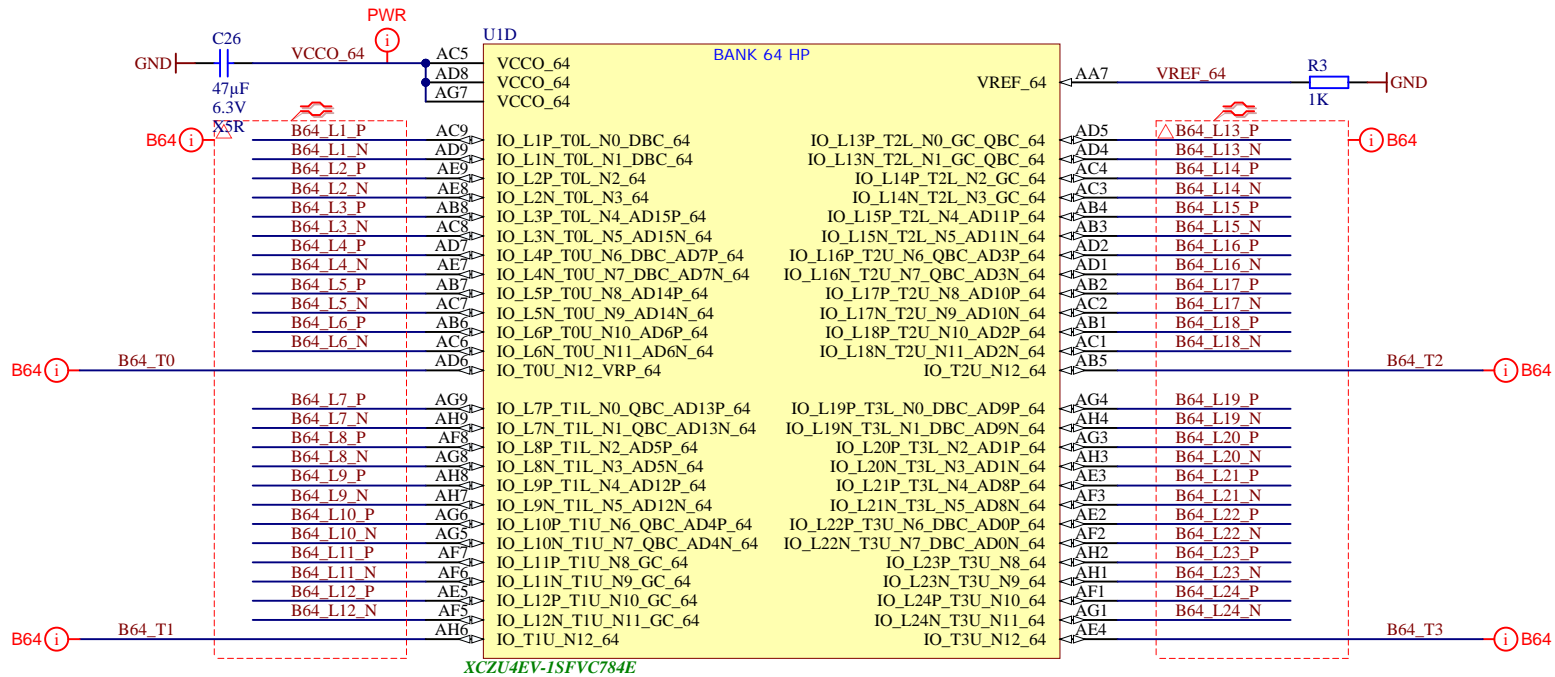 PWR
C26
U1D
GND
VCCO_64
AC5
VCCO_64
BANK 64 HP
AD8
VCCO_64
VREF_64
AA7
VREF_64
R3
GND
AG7
VCCO_64
1K
47µF
6.3V
X5R
B64
B64_L1_P AC9 IO_L1P_T0L_N0_DBC_64
B64_L1_N AD9 IO_L1N_T0L_N1_DBC_64
B64_L2_P AE9 IO_L2P_T0L_N2_64
B64_L2_N AE8 IO_L2N_T0L_N3_64
B64_L3_P AB8 IO_L3P_T0L_N4_AD15P_64
B64_L3_N AC8 IO_L3N_T0L_N5_AD15N_64
B64_L4_P AD7 IO_L4P_T0U_N6_DBC_AD7P_64
B64_L4_N AE7 IO_L4N_T0U_N7_DBC_AD7N_64
B64_L5_P AB7 IO_L5P_T0U_N8_AD14P_64
B64_L5_N AC7 IO_L5N_T0U_N9_AD14N_64
B64_L6_P AB6 IO_L6P_T0U_N10_AD6P_64
B64_L6_N AC6 IO_L6N_T0U_N11_AD6N_64
B64 B64_T0 AD6 IO_T0U_N12_VRP_64
B64_L7_P AG9 IO_L7P_T1L_N0_QBC_AD13P_64
B64_L7_N AH9 IO_L7N_T1L_N1_QBC_AD13N_64
B64_L8_P AF8 IO_L8P_T1L_N2_AD5P_64
B64_L8_N AG8 IO_L8N_T1L_N3_AD5N_64
B64_L9_P AH8 IO_L9P_T1L_N4_AD12P_64
B64_L9_N AH7 IO_L9N_T1L_N5_AD12N_64
B64_L10_P AG6 IO_L10P_T1U_N6_QBC_AD4P_64
B64_L10_N AG5 IO_L10N_T1U_N7_QBC_AD4N_64
B64_L11_P AF7 IO_L11P_T1U_N8_GC_64
B64_L11_N AF6 IO_L11N_T1U_N9_GC_64
B64_L12_P AE5 IO_L12P_T1U_N10_GC_64
B64_L12_N AF5 IO_L12N_T1U_N11_GC_64
B64 B64_T1 AH6 IO_T1U_N12_64
IO_L13P_T2L_N0_GC_QBC_64 AD5 B64_L13_P B64
IO_L13N_T2L_N1_GC_QBC_64 AD4 B64_L13_N
IO_L14P_T2L_N2_GC_64 AC4 B64_L14_P
IO_L14N_T2L_N3_GC_64 AC3 B64_L14_N
IO_L15P_T2L_N4_AD11P_64 AB4 B64_L15_P
IO_L15N_T2L_N5_AD11N_64 AB3 B64_L15_N
IO_L16P_T2U_N6_QBC_AD3P_64 AD2 B64_L16_P
IO_L16N_T2U_N7_QBC_AD3N_64 AD1 B64_L16_N
IO_L17P_T2U_N8_AD10P_64 AB2 B64_L17_P
IO_L17N_T2U_N9_AD10N_64 AC2 B64_L17_N
IO_L18P_T2U_N10_AD2P_64 AB1 B64_L18_P
IO_L18N_T2U_N11_AD2N_64 AC1 B64_L18_N
IO_T2U_N12_64 AB5 B64_T2 B64
IO_L19P_T3L_N0_DBC_AD9P_64 AG4 B64_L19_P
IO_L19N_T3L_N1_DBC_AD9N_64 AH4 B64_L19_N
IO_L20P_T3L_N2_AD1P_64 AG3 B64_L20_P
IO_L20N_T3L_N3_AD1N_64 AH3 B64_L20_N
IO_L21P_T3L_N4_AD8P_64 AE3 B64_L21_P
IO_L21N_T3L_N5_AD8N_64 AF3 B64_L21_N
IO_L22P_T3U_N6_DBC_AD0P_64 AE2 B64_L22_P
IO_L22N_T3U_N7_DBC_AD0N_64 AF2 B64_L22_N
IO_L23P_T3U_N8_64 AH2 B64_L23_P
IO_L23N_T3U_N9_64 AH1 B64_L23_N
IO_L24P_T3U_N10_64 AF1 B64_L24_P
IO_L24N_T3U_N11_64 AG1 B64_L24_N
IO_T3U_N12_64 AE4 B64_T3 B64
XCZU4EV-1SFVC784E